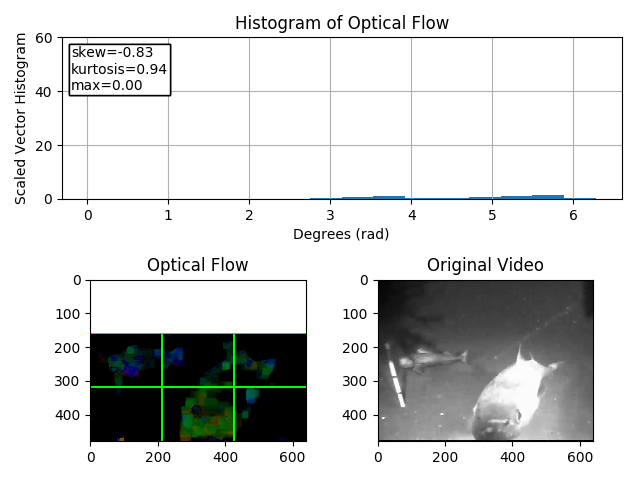 Histogram of Optical Flow
60
40
20
0
Scaled Vector Histogram
skew=-0.83
kurtosis=0.94
max=0.00
0 1 2 3 4 5 6
Degrees (rad)
Optical Flow
0
100
200
300
400
0 200 400 600
Original Video
0
100
200
300
400
0 200 400 600